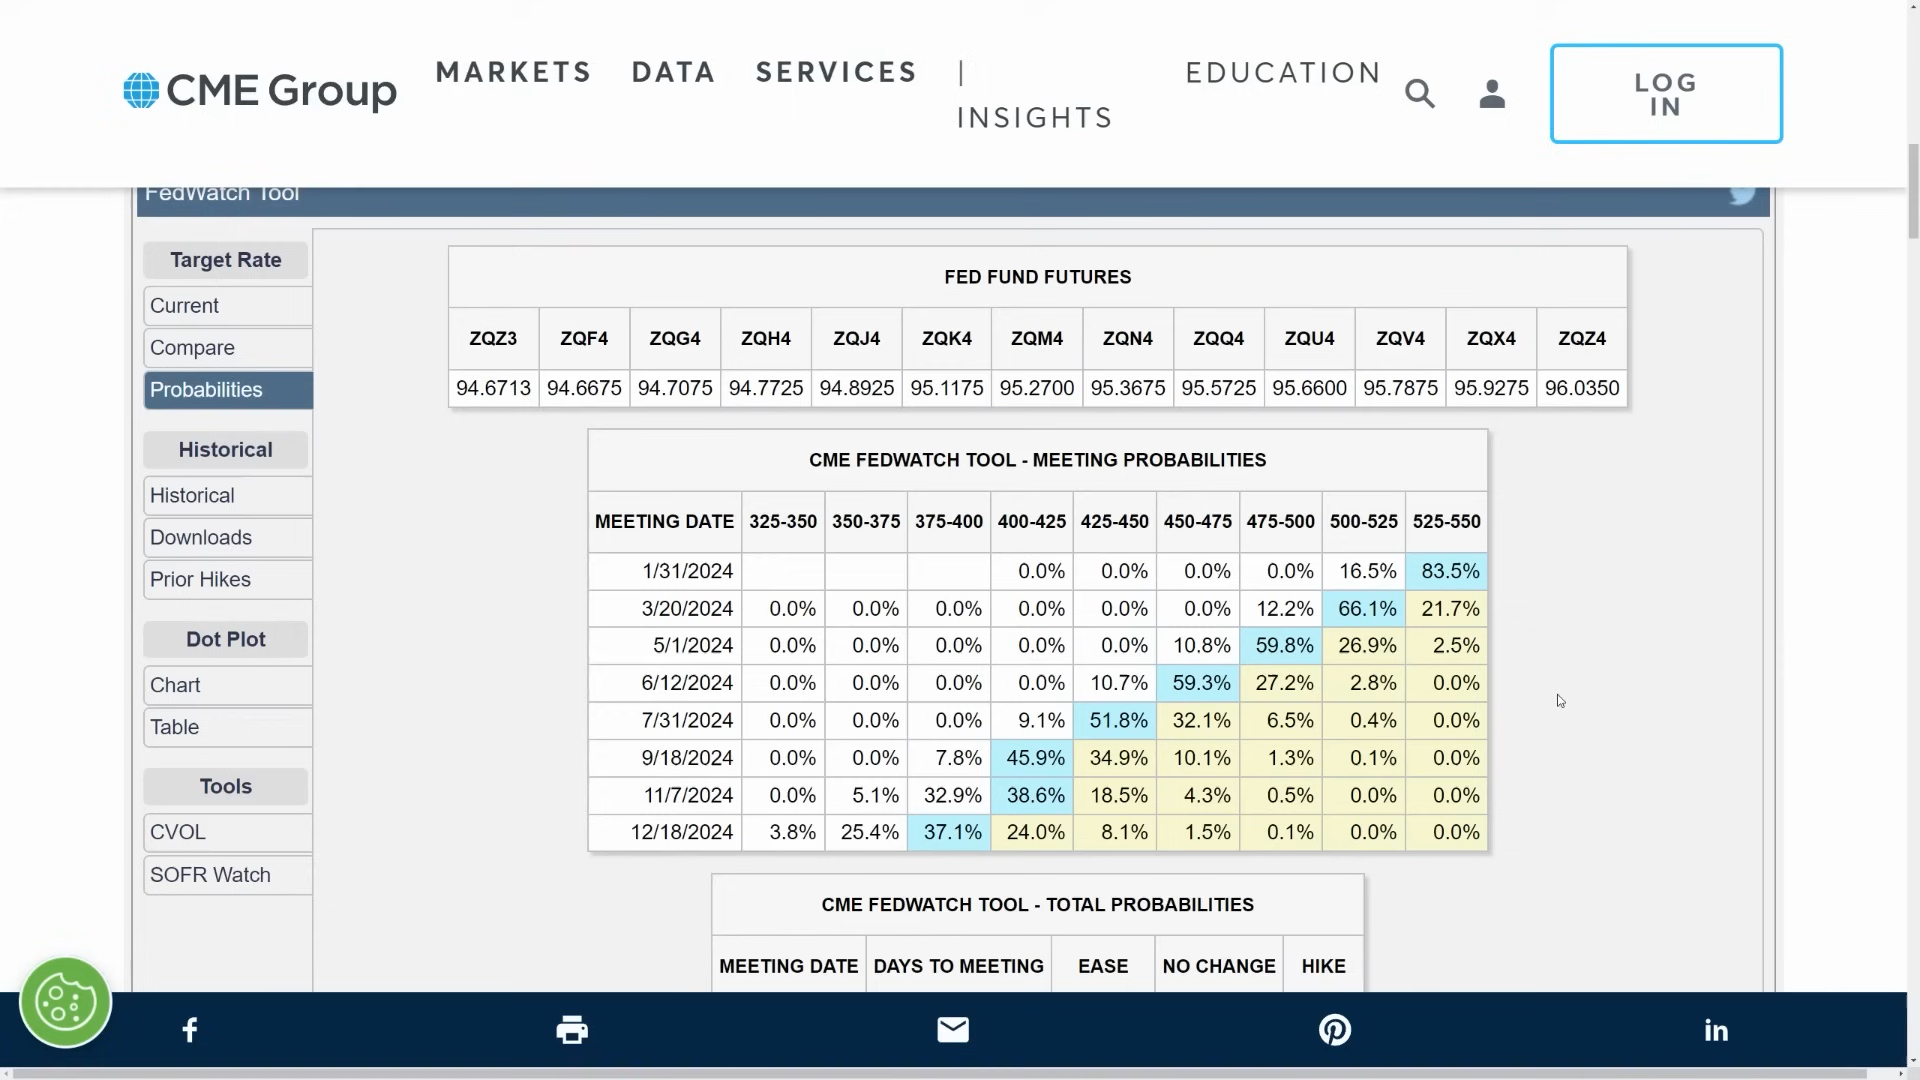 CME Group
MARKETS DATA SERVICES | EDUCATION
INSIGHTS
LOG
IN
FedWatch Tool
Target Rate
Current
Compare
Probabilities
Historical
Historical
Downloads
Prior Hikes
Dot Plot
Chart
Table
Tools
CVOL
SOFR Watch
FED FUND FUTURES
ZQZ3 ZQF4 ZQG4 ZQH4 ZQJ4 ZQK4 ZQM4 ZQN4 ZQQ4 ZQU4 ZQV4 ZQX4 ZQZ4
94.6713 94.6675 94.7075 94.7725 94.8925 95.1175 95.2700 95.3675 95.5725 95.6600 95.7875 95.9275 96.0350
CME FEDWATCH TOOL - MEETING PROBABILITIES
MEETING DATE 325-350 350-375 375-400 400-425 425-450 450-475 475-500 500-525 525-550
1/31/2024 0.0% 0.0% 0.0% 0.0% 16.5% 83.5%
3/20/2024 0.0% 0.0% 0.0% 0.0% 0.0% 0.0% 12.2% 66.1% 21.7%
5/1/2024 0.0% 0.0% 0.0% 0.0% 0.0% 10.8% 59.8% 26.9% 2.5%
6/12/2024 0.0% 0.0% 0.0% 0.0% 10.7% 59.3% 27.2% 2.8% 0.0%
7/31/2024 0.0% 0.0% 0.0% 9.1% 51.8% 32.1% 6.5% 0.4% 0.0%
9/18/2024 0.0% 0.0% 7.8% 45.9% 34.9% 10.1% 1.3% 0.1% 0.0%
11/7/2024 0.0% 5.1% 32.9% 38.6% 18.5% 4.3% 0.5% 0.0% 0.0%
12/18/2024 3.8% 25.4% 37.1% 24.0% 8.1% 1.5% 0.1% 0.0% 0.0%
CME FEDWATCH TOOL - TOTAL PROBABILITIES
MEETING DATE DAYS TO MEETING EASE NO CHANGE HIKE